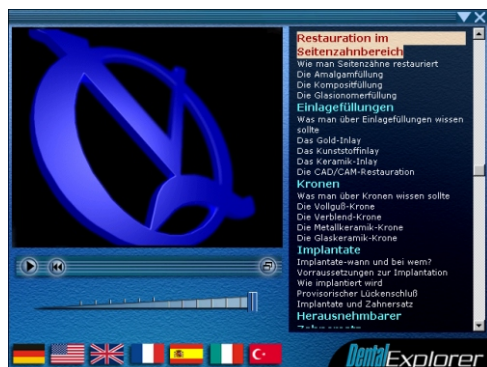 Restauration im
Seitenzahnbereich
Wie man Seitenzähne restauriert
Die Amalgamfüllung
Die Kompositfüllung
Die Glasionomerfüllung
Einlagefüllungen
Was man über Einlagefüllungen wissen
sollte
Das Gold-Inlay
Das Kunststoffinlay
Das Keramik-Inlay
Die CAD/CAM-Restauration
Kronen
Was man über Kronen wissen sollte
Die Vollguß-Krone
Die Verblend-Krone
Die Metallkeramik-Krone
Die Glaskeramik-Krone
Implantate
Implantate-wann und bei wem?
Vorraussetzungen zur Implantation
Wie implantiert wird
Provisorischer Lückenschluß
Implantate und Zahnersatz
Herausnehmbarer
Zahnersatz
DentalExplorer